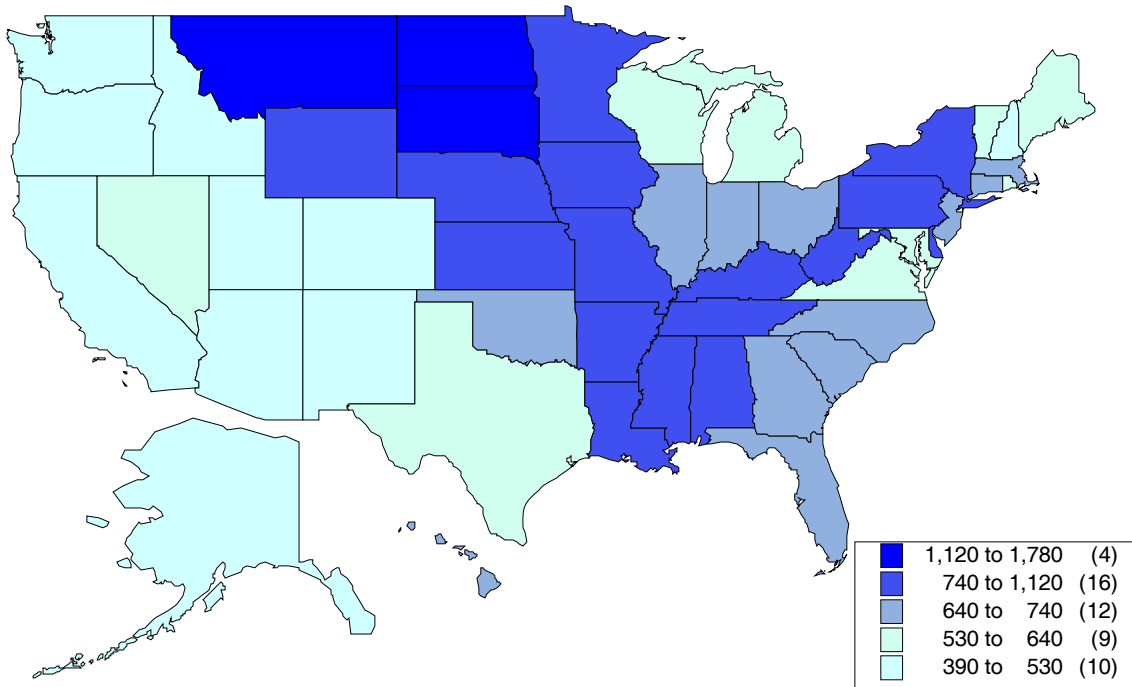 1,120 to 1,780 (4)
740 to 1,120 (16)
640 to 740 (12)
530 to 640 (9)
390 to 530 (10)